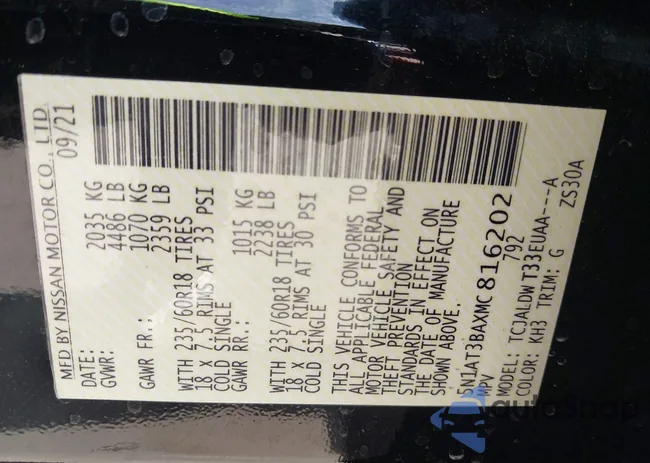 MFD BY NISSAN MOTOR CO., LTD.
DATE: 09/21
GVWR: 2035 KG
4486 LB
GAWR FR.: 1070 KG
2359 LB
WITH 235/60R18 TIRES
18 X 7.5 RIMS AT 33 PSI
COLD SINGLE
GAWR RR.: 1015 KG
2238 LB
WITH 235/60R18 TIRES
18 X 7.5 RIMS AT 30 PSI
COLD SINGLE
THIS VEHICLE CONFORMS TO
ALL APPLICABLE FEDERAL
MOTOR VEHICLE SAFETY AND
THEFT PREVENTION
STANDARDS IN EFFECT ON
THE DATE OF MANUFACTURE
SHOWN ABOVE.
5N1AT3BAXMC816202
MPV 792
MODEL: TCJALDWT33EUAA---A
COLOR: KH3 TRIM: G ZS30A
autoSnap